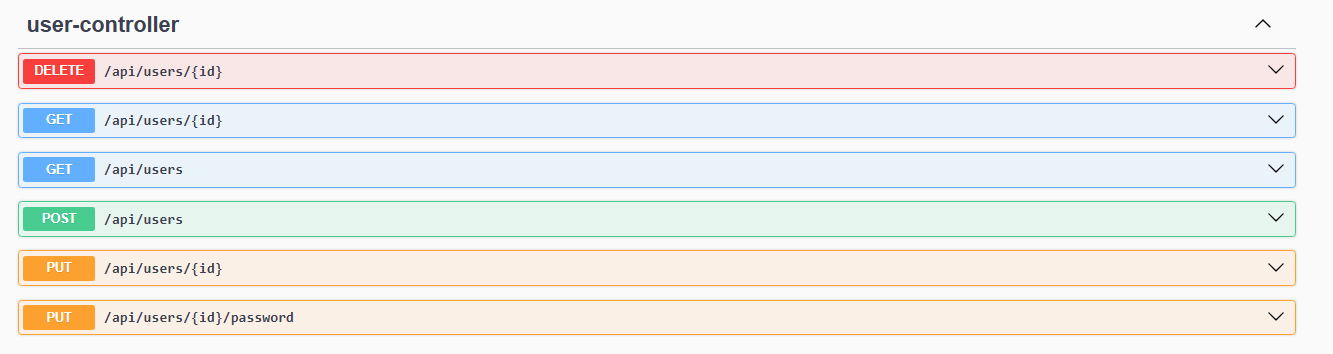 user-controller
DELETE /api/users/{id}
GET /api/users/{id}
GET /api/users
POST /api/users
PUT /api/users/{id}
PUT /api/users/{id}/password